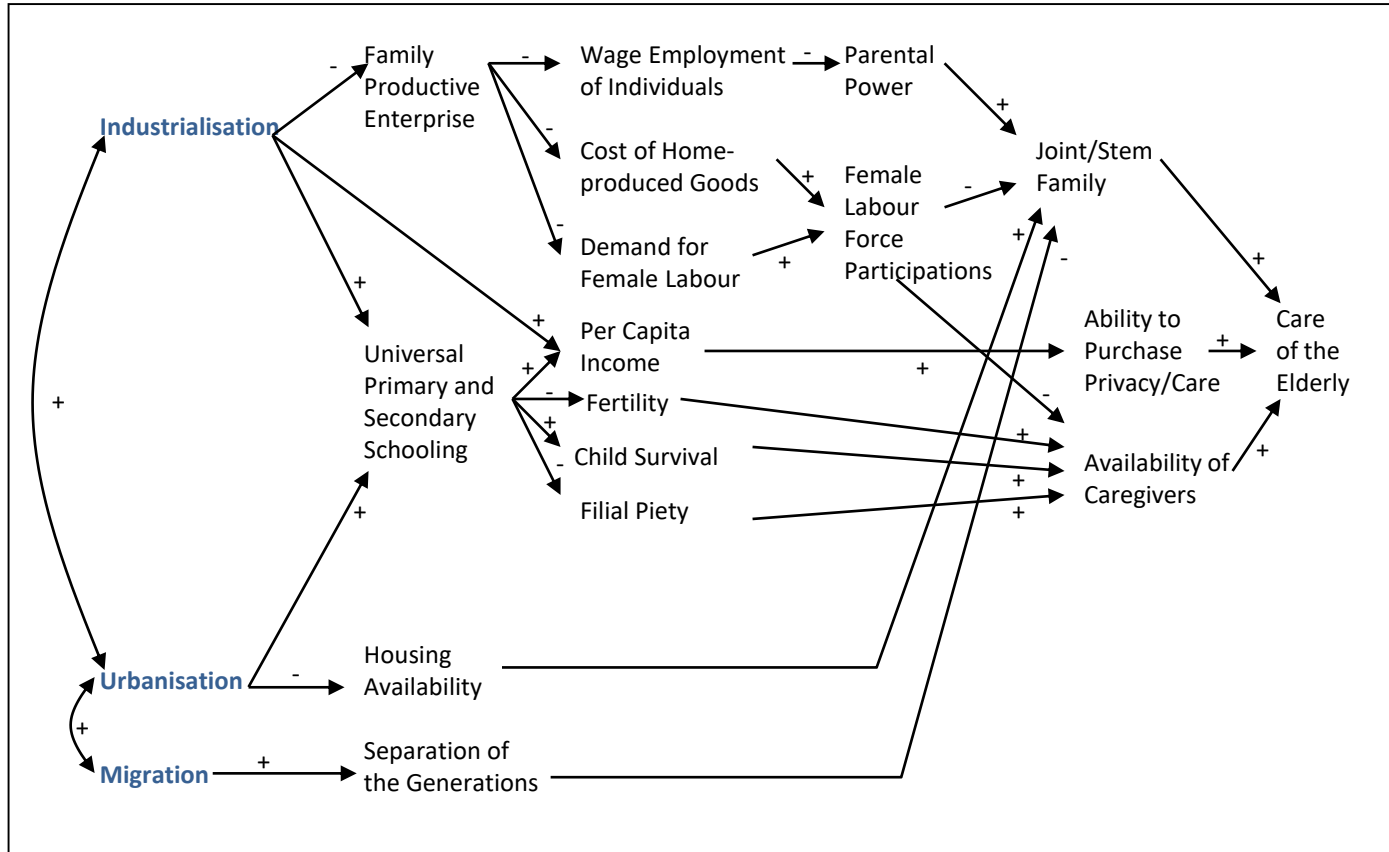 Family
Productive
Enterprise
Wage Employment
of Individuals
Parental
Power
Industrialisation
Cost of Home-
produced Goods
Demand for
Female Labour
Female
Labour
Force
Participations
Joint/Stem
Family
Universal
Primary and
Secondary
Schooling
Per Capita
Income
Fertility
Child Survival
Filial Piety
Ability to
Purchase
Privacy/Care
Availability of
Caregivers
Care
of the
Elderly
Urbanisation
Housing
Availability
Migration
Separation of
the Generations
-
-
-
-
-
+
+
+
-
+
+
+
-
+
-
+
+
-
+
+
+
-
+
+
+
+
+
+
-
+
+